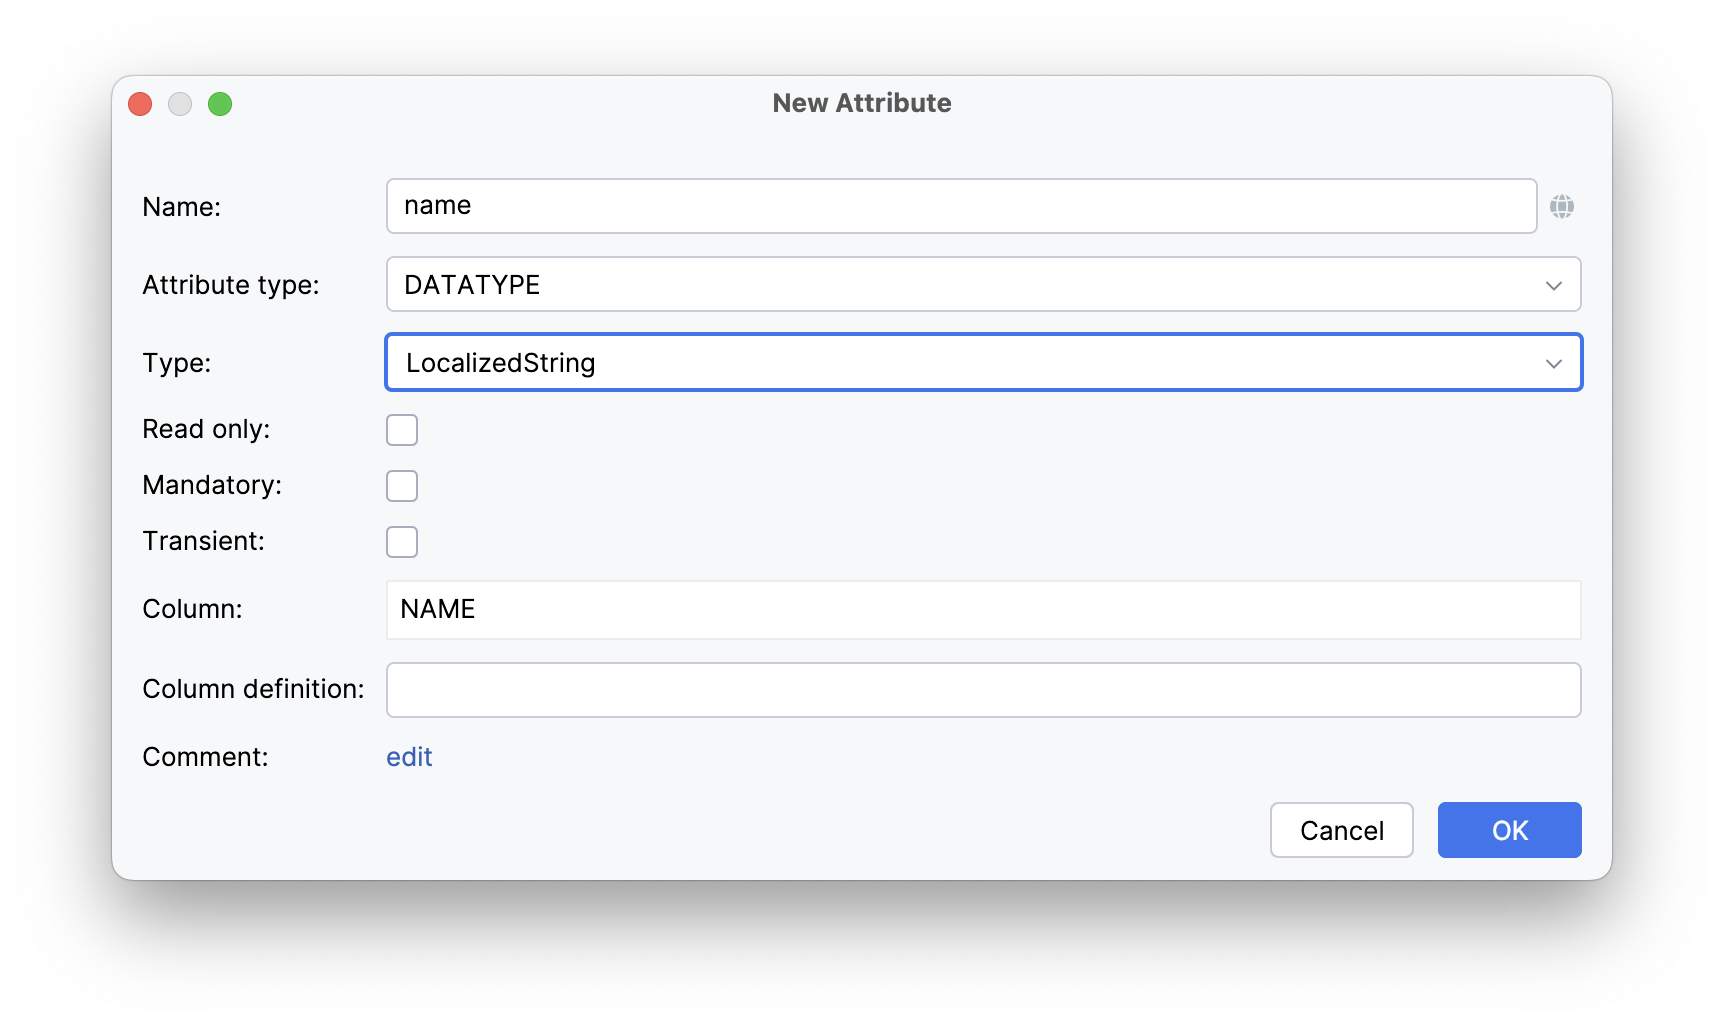 New Attribute
Name: name
Attribute type: DATATYPE
Type: LocalizedString
Read only:
Mandatory:
Transient:
Column: NAME
Column definition:
Comment: edit
Cancel OK